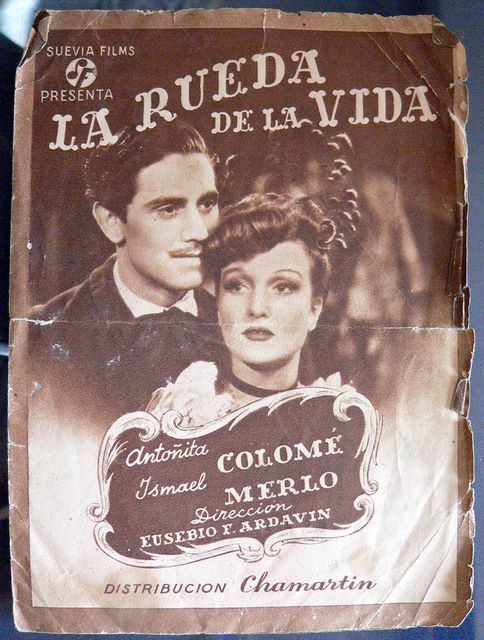 SUEVIA FILMS
PRESENTA
LA RUEDA
DE LA VIDA
Antoñita COLOMÉ
Ismael MERLO
Dirección
EUSEBIO F. ARDAVIN
DISTRIBUCION Chamartin